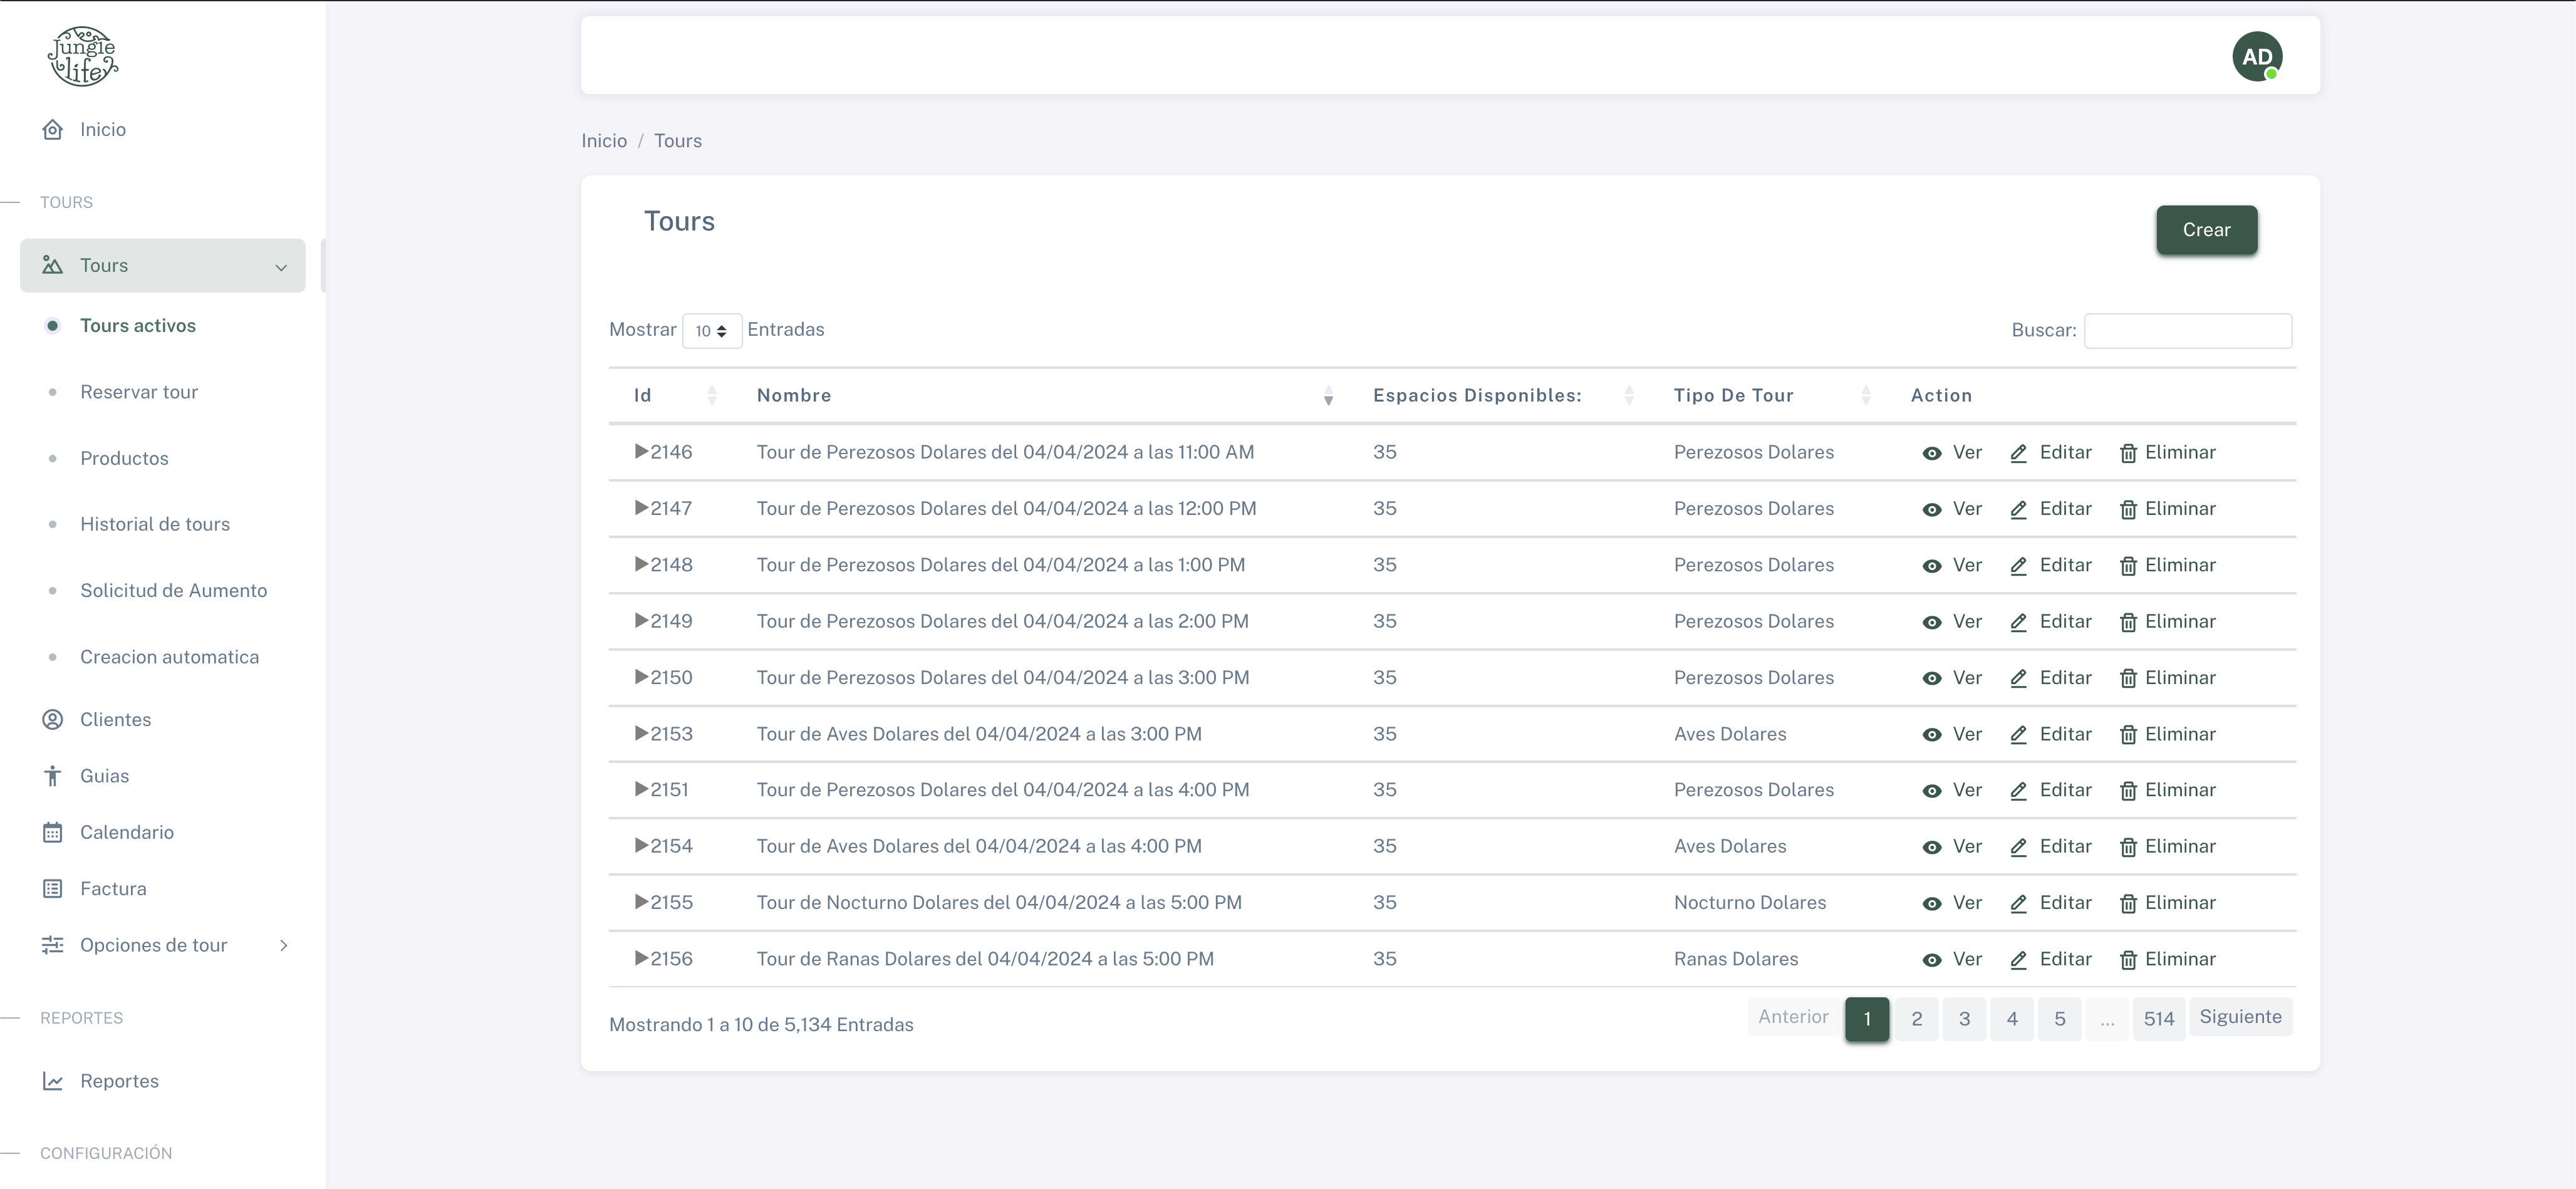 Jungle
life
AD
Inicio
Inicio / Tours
TOURS
Tours
Tours
Crear
Tours activos
Mostrar 10 Entradas
Buscar:
Reservar tour
Productos
Historial de tours
Solicitud de Aumento
Creacion automatica
Clientes
Guias
Calendario
Factura
Opciones de tour
REPORTES
Reportes
CONFIGURACIÓN
Id Nombre Espacios Disponibles: Tipo De Tour Action
2146 Tour de Perezosos Dolares del 04/04/2024 a las 11:00 AM 35 Perezosos Dolares Ver Editar Eliminar
2147 Tour de Perezosos Dolares del 04/04/2024 a las 12:00 PM 35 Perezosos Dolares Ver Editar Eliminar
2148 Tour de Perezosos Dolares del 04/04/2024 a las 1:00 PM 35 Perezosos Dolares Ver Editar Eliminar
2149 Tour de Perezosos Dolares del 04/04/2024 a las 2:00 PM 35 Perezosos Dolares Ver Editar Eliminar
2150 Tour de Perezosos Dolares del 04/04/2024 a las 3:00 PM 35 Perezosos Dolares Ver Editar Eliminar
2153 Tour de Aves Dolares del 04/04/2024 a las 3:00 PM 35 Aves Dolares Ver Editar Eliminar
2151 Tour de Perezosos Dolares del 04/04/2024 a las 4:00 PM 35 Perezosos Dolares Ver Editar Eliminar
2154 Tour de Aves Dolares del 04/04/2024 a las 4:00 PM 35 Aves Dolares Ver Editar Eliminar
2155 Tour de Nocturno Dolares del 04/04/2024 a las 5:00 PM 35 Nocturno Dolares Ver Editar Eliminar
2156 Tour de Ranas Dolares del 04/04/2024 a las 5:00 PM 35 Ranas Dolares Ver Editar Eliminar
Mostrando 1 a 10 de 5,134 Entradas
Anterior 1 2 3 4 5 ... 514 Siguiente